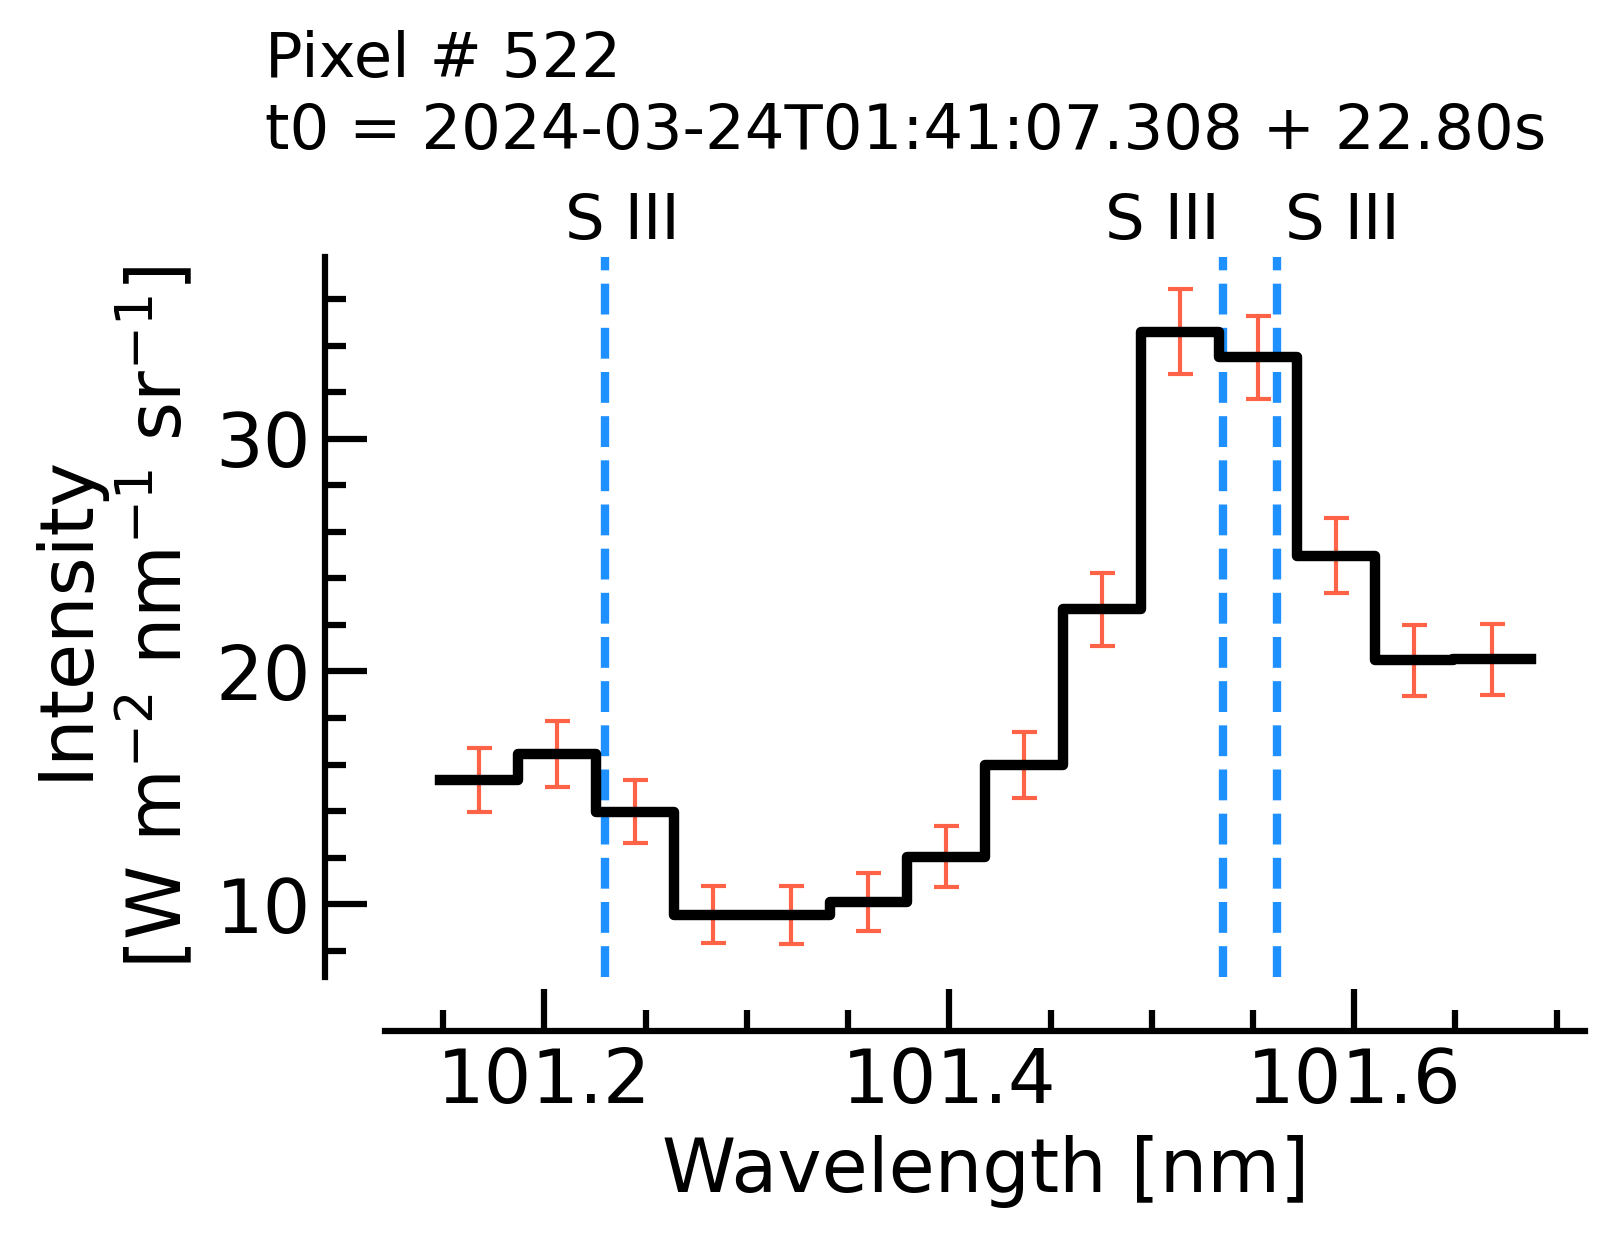 Pixel # 522
t0 = 2024-03-24T01:41:07.308 + 22.80s
S III S III S III
Intensity
[W m⁻² nm⁻¹ sr⁻¹]
30
20
10
101.2 101.4 101.6
Wavelength [nm]